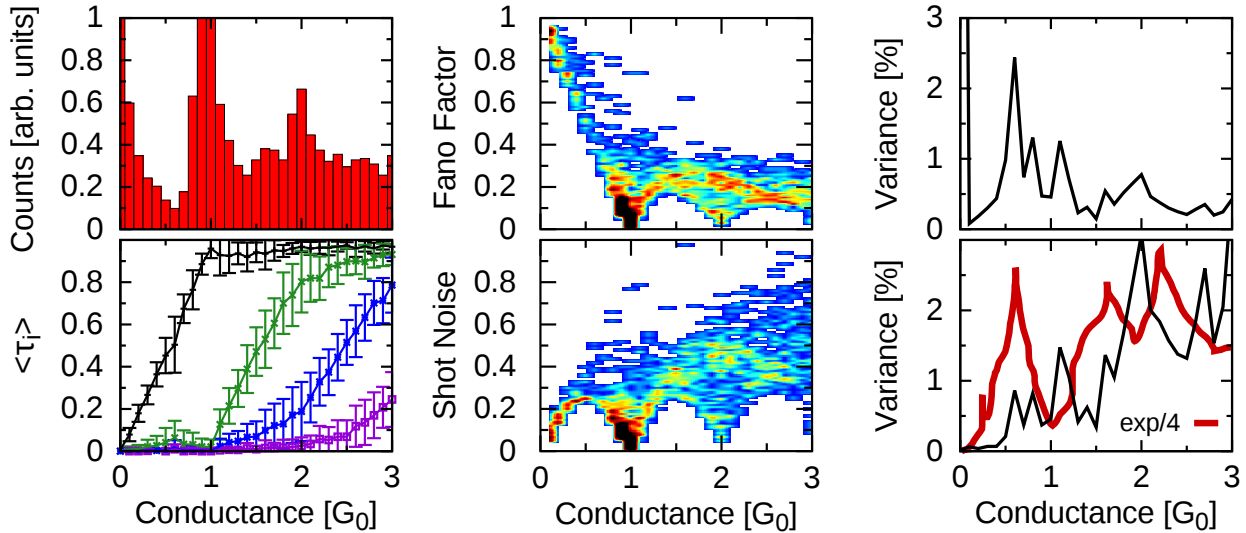 Counts [arb. units]
1
0.8
0.6
0.4
0.2
0
Fano Factor
1
0.8
0.6
0.4
0.2
0
Variance [%]
3
2
1
0
<τi>
0.8
0.6
0.4
0.2
0
0 1 2 3
Conductance [G0]
Shot Noise
0.8
0.6
0.4
0.2
0
0 1 2 3
Conductance [G0]
Variance [%]
2
1
0
exp/4
0 1 2 3
Conductance [G0]